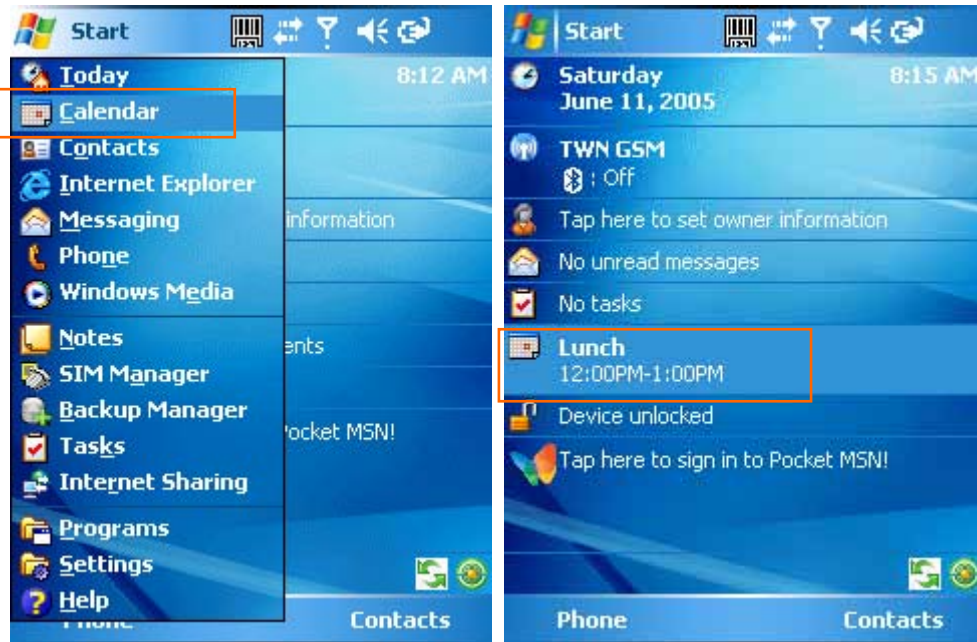 Start
Today
8:12 AM
Calendar
Contacts
Internet Explorer
Messaging
information
Phone
Windows Media
Notes
ents
SIM Manager
Backup Manager
Pocket MSN!
Tasks
Internet Sharing
Programs
Settings
Help
Phone
Contacts
Start
Saturday
8:15 AM
June 11, 2005
TWN GSM
: Off
Tap here to set owner information
No unread messages
No tasks
Lunch
12:00PM-1:00PM
Device unlocked
Tap here to sign in to Pocket MSN!
Phone
Contacts